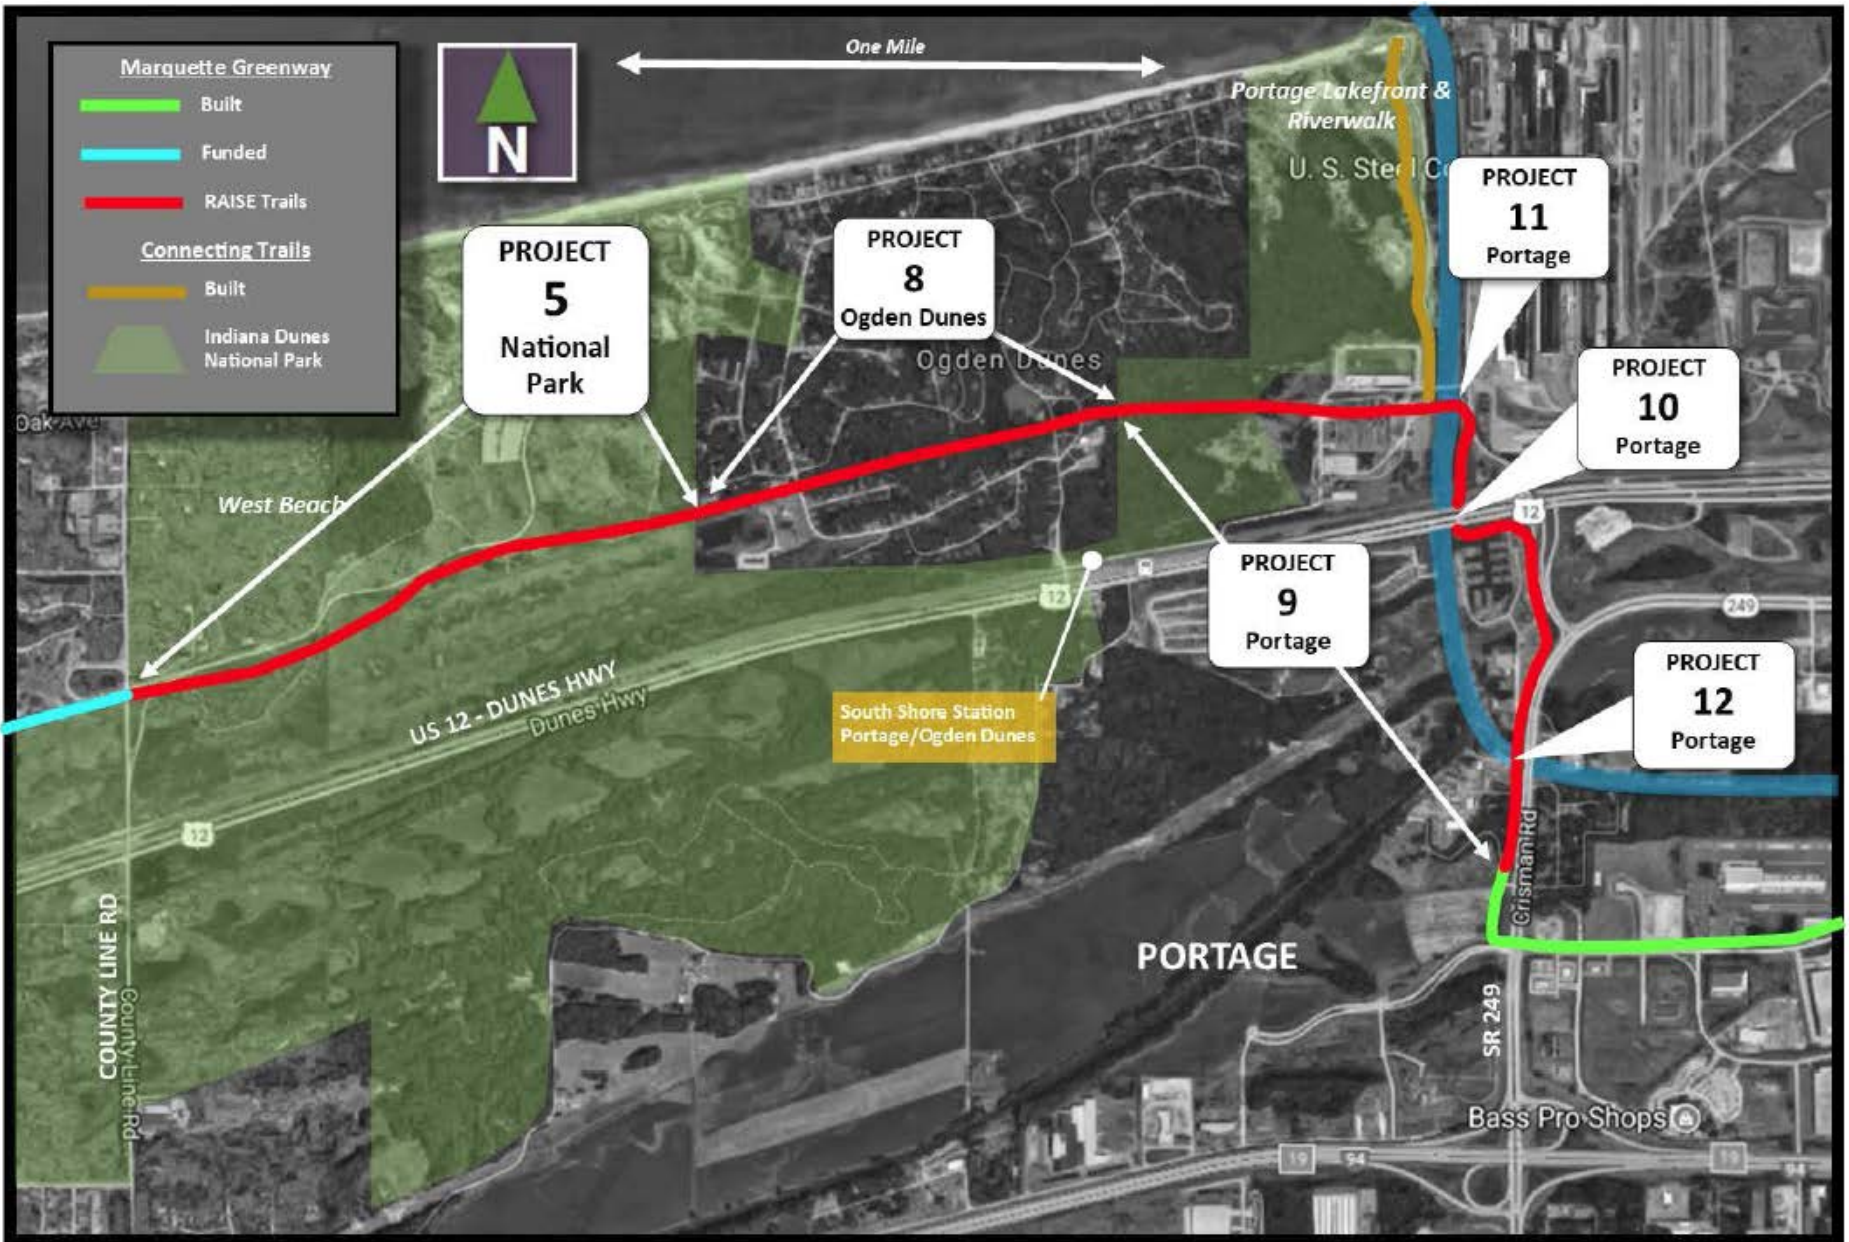 Marquette Greenway
Built
Funded
RAISE Trails
Connecting Trails
Built
Indiana Dunes
National Park
N
One Mile
Portage Lakefront &
Riverwalk
U. S. Steel Co
PROJECT
11
Portage
PROJECT
5
National
Park
PROJECT
8
Ogden Dunes
Ogden Dunes
PROJECT
10
Portage
Oak Ave
West Beach
12
PROJECT
9
Portage
12
249
PROJECT
12
Portage
US 12 - DUNES HWY
Dunes Hwy
South Shore Station
Portage/Ogden Dunes
12
COUNTY LINE RD
County Line Rd
Crisman Rd
PORTAGE
SR 249
Bass Pro Shops
19
94
19
94